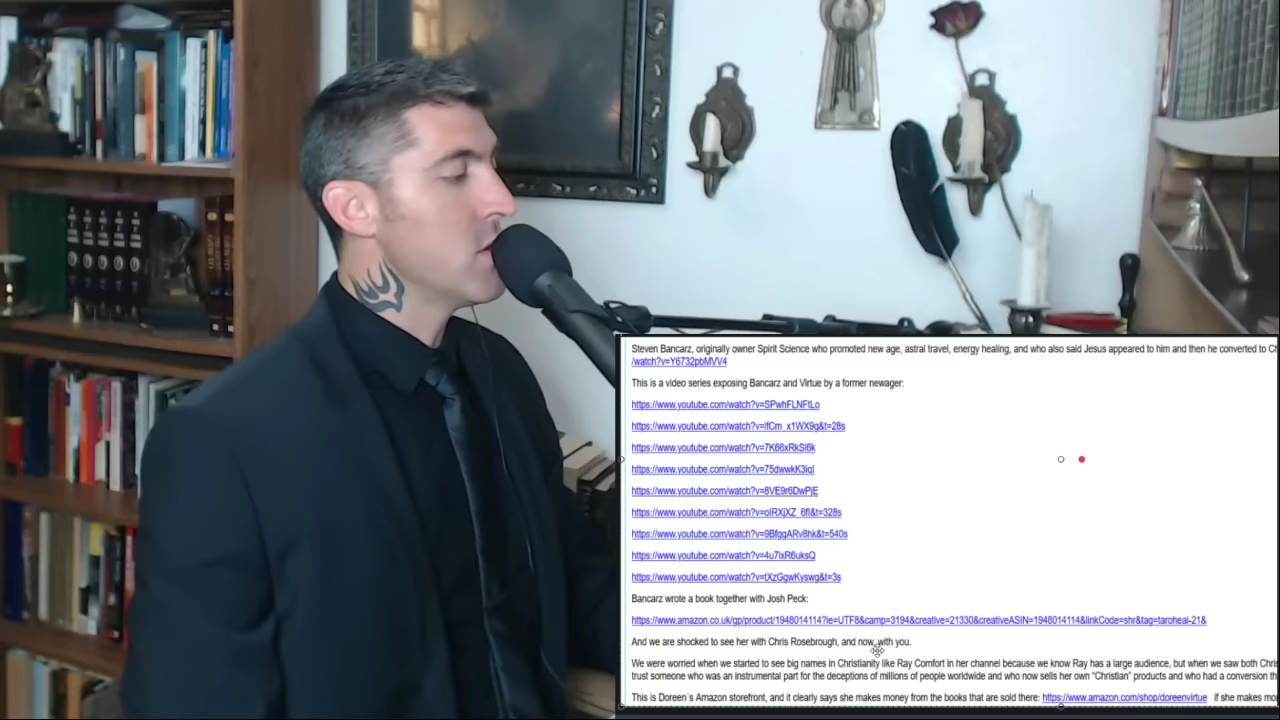 Steven Bancarz, originally owner Spirit Science who promoted new age, astral travel, energy healing, and who also said Jesus appeared to him and then he converted to
/watch?v=Y6732pbMVV4
This is a video series exposing Bancarz and Virtue by a former newager:
https://www.youtube.com/watch?v=SPwhFLNFtLo
https://www.youtube.com/watch?v=ifCm_x1WX9g&t=28s
https://www.youtube.com/watch?v=7K66xRkSl6k
https://www.youtube.com/watch?v=75dwwkK3iqI
https://www.youtube.com/watch?v=8VE9r6DwPjE
https://www.youtube.com/watch?v=oIRXjXZ_6fI&t=328s
https://www.youtube.com/watch?v=9BfggARv8hk&t=540s
https://www.youtube.com/watch?v=4u7ixR6uksQ
https://www.youtube.com/watch?v=tXzGgwKyswg&t=3s
Bancarz wrote a book together with Josh Peck:
https://www.amazon.co.uk/gp/product/1948014114?ie=UTF8&camp=3194&creative=21330&creativeASIN=1948014114&linkCode=shr&tag=taroheal-21&
And we are shocked to see her with Chris Rosebrough, and now, with you.
We were worried when we started to see big names in Christianity like Ray Comfort in her channel because we know Ray has a large audience, but when we saw both
trust someone who was an instrumental part for the deceptions of millions of people worldwide and who now sells her own “Christian” products and who had a conversion
This is Doreen´s Amazon storefront, and it clearly says she makes money from the books that are sold there: https://www.amazon.com/shop/doreenvirtue if she makes